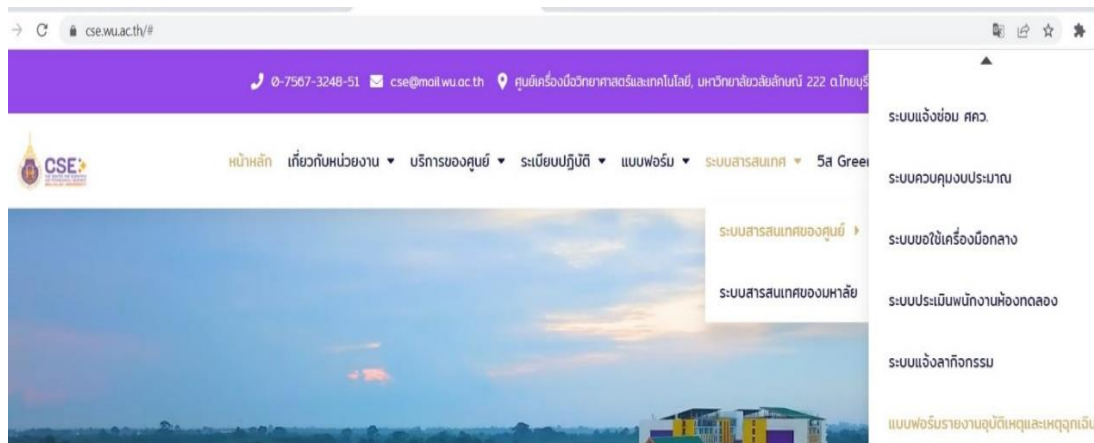 cse.wu.ac.th/#
0-7567-3248-51 cse@mail.wu.ac.th ศูนย์เครื่องมือวิทยาศาสตร์และเทคโนโลยี, มหาวิทยาลัยวลัยลักษณ์ 222 ต.ไทยบุรี
CSE
หน้าหลัก เกี่ยวกับหน่วยงาน บริการของศูนย์ ระเบียบปฏิบัติ แบบฟอร์ม ระบบสารสนเทศ 5ส Green
ระบบสารสนเทศของศูนย์
ระบบสารสนเทศของมหาลัย
ระบบแจ้งซ่อม ศคว.
ระบบควบคุมงบประมาณ
ระบบขอใช้เครื่องมือกลาง
ระบบประเมินพนักงานห้องทดลอง
ระบบแจ้งลากิจกรรม
แบบฟอร์มรายงานอุบัติเหตุและเหตุฉุกเฉิน